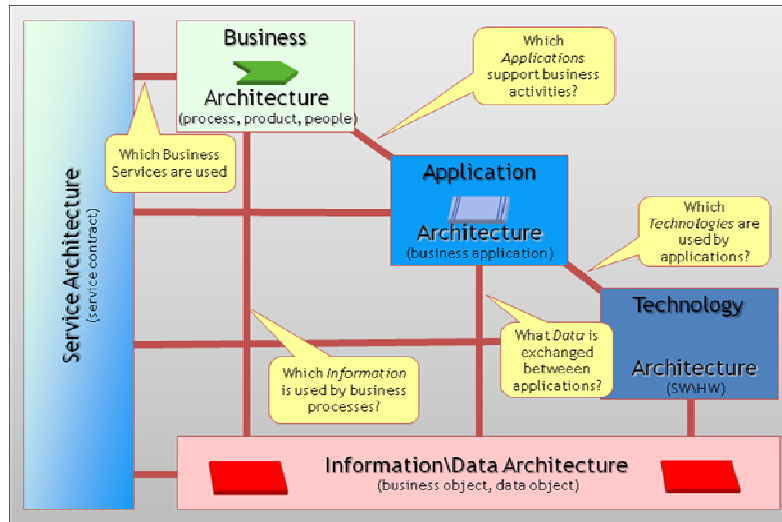 Business
Architecture
(process, product, people)
Which
Applications
support business
activities?
Which Business
Services are used
Service Architecture
(service contract)
Application
Architecture
(business application)
Which
Technologies are
used by
applications?
Technology
Architecture
(SW\HW)
What Data is
exchanged
betweeen
applications?
Which Information
is used by business
processes?
Information\Data Architecture
(business object, data object)